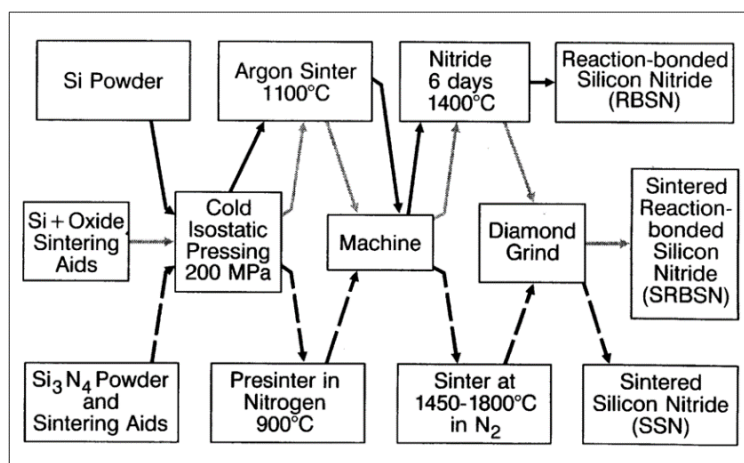 Si Powder
Argon Sinter
1100°C
Nitride
6 days
1400°C
Reaction-bonded
Silicon Nitride
(RBSN)
Si + Oxide
Sintering
Aids
Cold
Isostatic
Pressing
200 MPa
Machine
Diamond
Grind
Sintered
Reaction-
bonded
Silicon
Nitride
(SRBSN)
Si3N4 Powder
and
Sintering Aids
Presinter in
Nitrogen
900°C
Sinter at
1450-1800°C
in N2
Sintered
Silicon Nitride
(SSN)